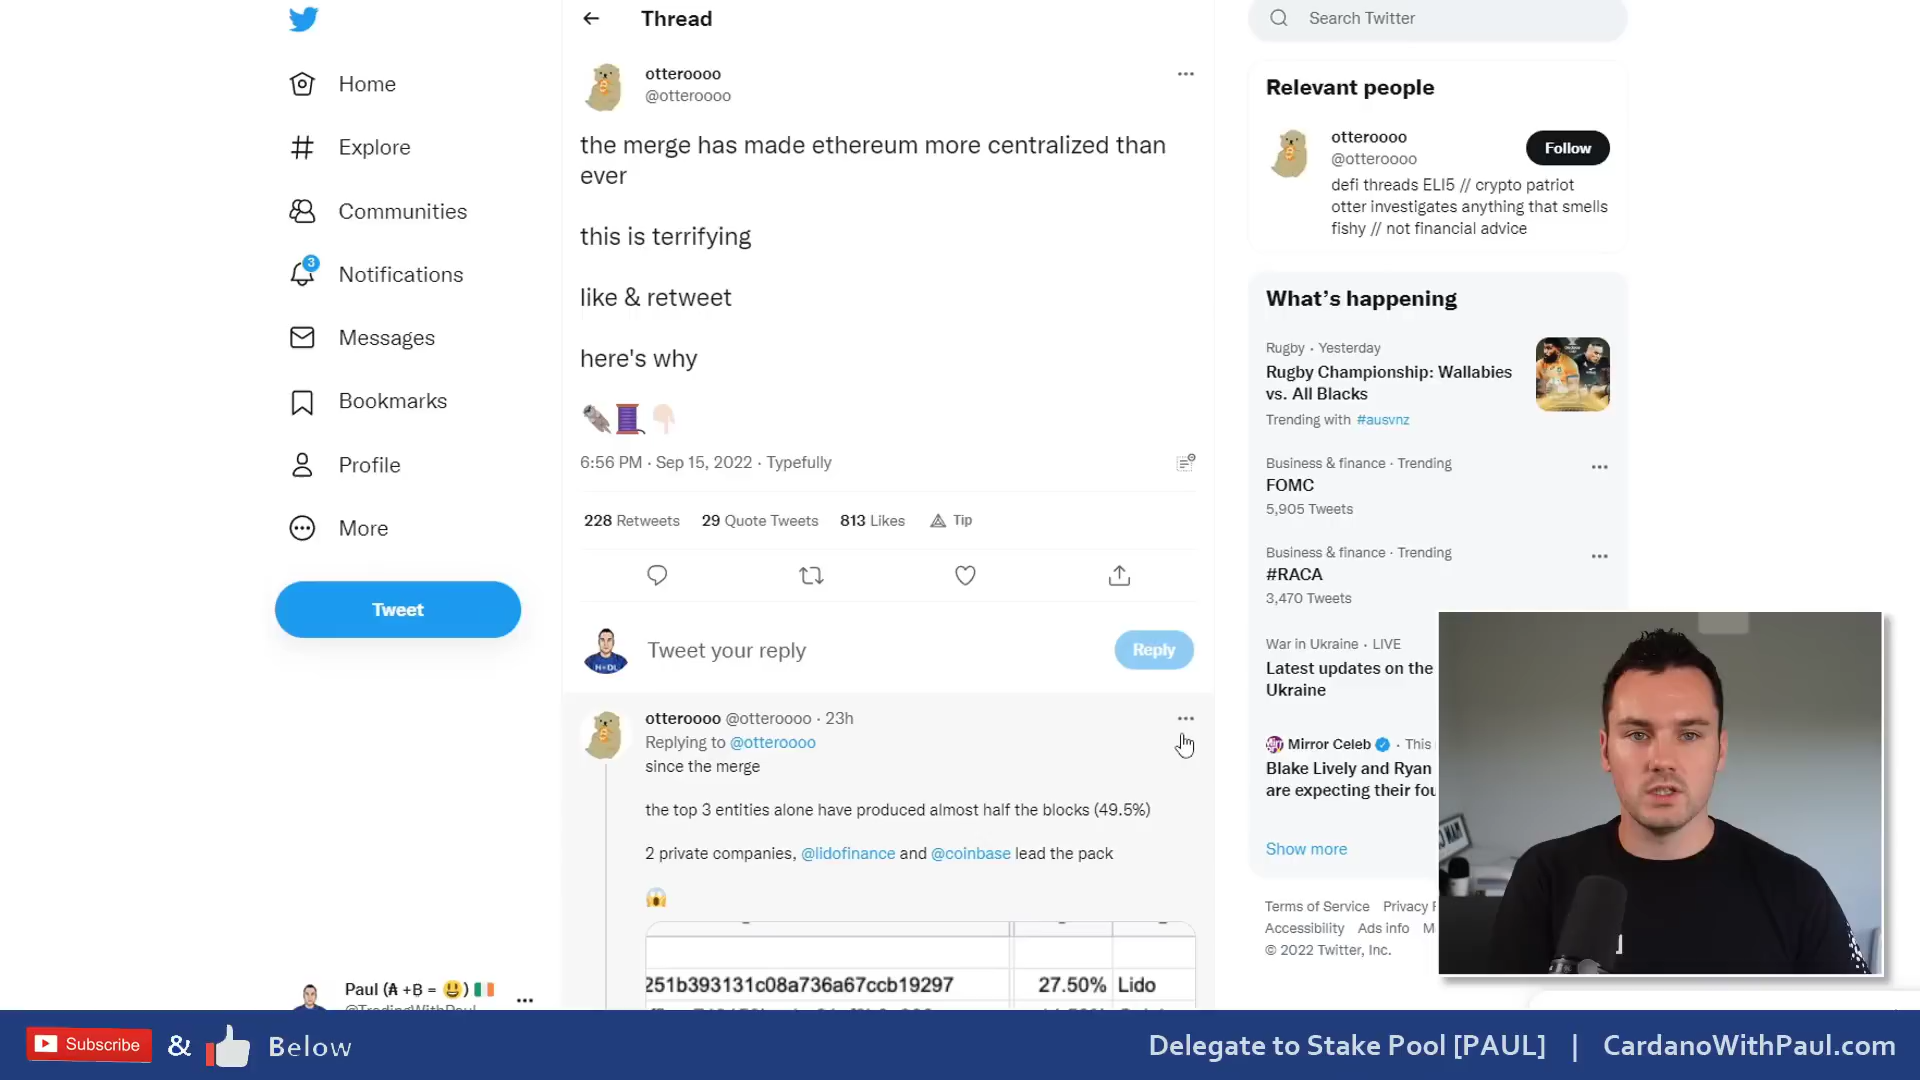 Thread
Search Twitter
Home
Explore
Communities
3
Notifications
Messages
Bookmarks
Profile
More
Tweet
otteroooo
@otteroooo
the merge has made ethereum more centralized than
ever
this is terrifying
like & retweet
here's why
6:56 PM · Sep 15, 2022 · Typefully
228 Retweets 29 Quote Tweets 813 Likes Tip
Tweet your reply
Reply
otteroooo @otteroooo · 23h
Replying to @otteroooo
since the merge
the top 3 entities alone have produced almost half the blocks (49.5%)
2 private companies, @lidofinance and @coinbase lead the pack
251b393131c08a736a67ccb19297 27.50% Lido
Relevant people
otteroooo
@otteroooo
Follow
defi threads ELI5 // crypto patriot
otter investigates anything that smells
fishy // not financial advice
What's happening
Rugby · Yesterday
Rugby Championship: Wallabies
vs. All Blacks
Trending with #ausvnz
Business & finance · Trending
FOMC
5,905 Tweets
Business & finance · Trending
#RACA
3,470 Tweets
War in Ukraine · LIVE
Latest updates on the
Ukraine
Mirror Celeb · This
Blake Lively and Ryan
are expecting their fou
Show more
Terms of Service Privacy
Accessibility Ads info M
© 2022 Twitter, Inc.
Paul (₳ +₿ = 😃)
Subscribe & Below
Delegate to Stake Pool [PAUL] | CardanoWithPaul.com